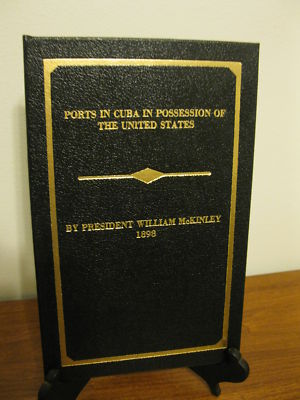 PORTS IN CUBA IN POSSESSION OF
THE UNITED STATES
BY PRESIDENT WILLIAM McKINLEY
1898